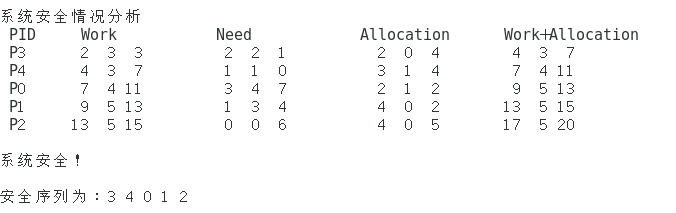 系统安全情况分析
PID Work Need Allocation Work+Allocation
P3 2 3 3 2 2 1 2 0 4 4 3 7
P4 4 3 7 1 1 0 3 1 4 7 4 11
P0 7 4 11 3 4 7 2 1 2 9 5 13
P1 9 5 13 1 3 4 4 0 2 13 5 15
P2 13 5 15 0 0 6 4 0 5 17 5 20
系统安全！
安全序列为：3 4 0 1 2